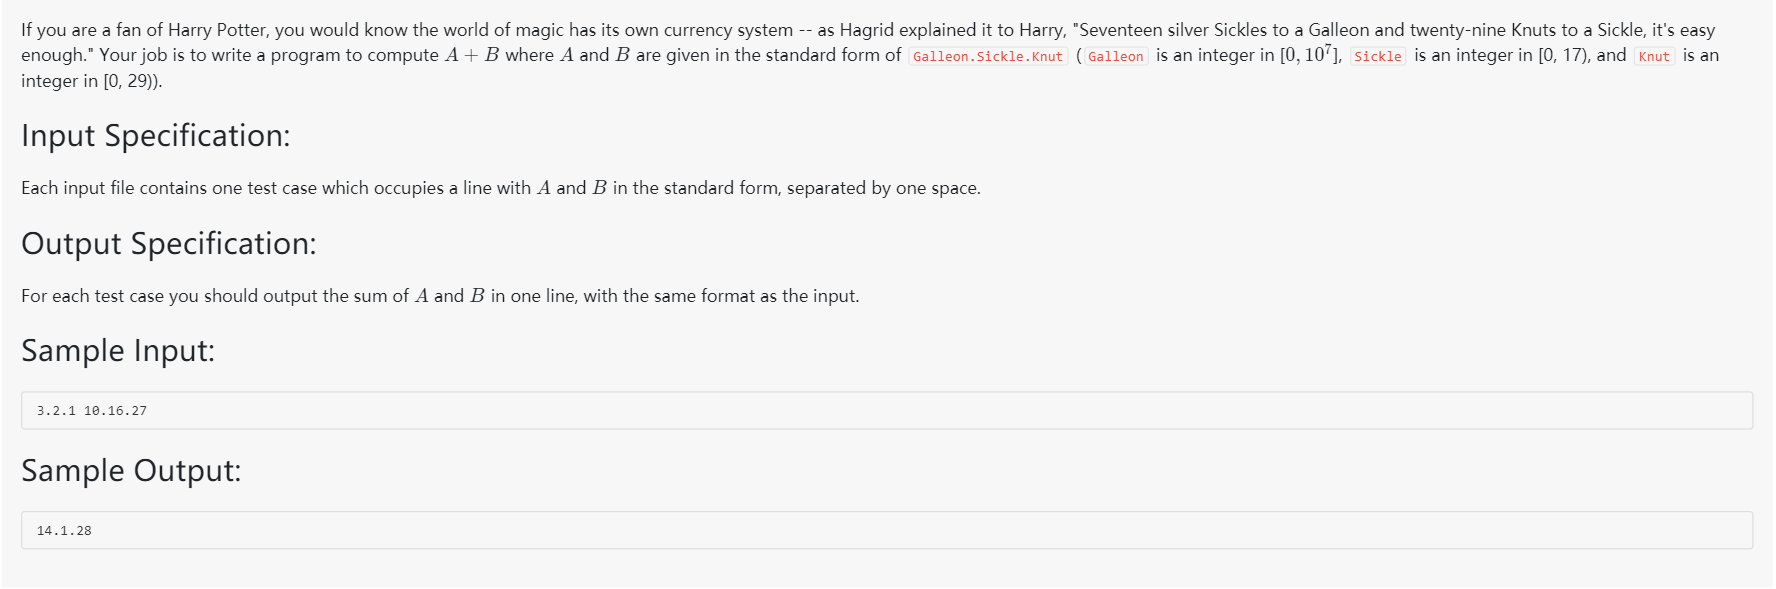 If you are a fan of Harry Potter, you would know the world of magic has its own currency system -- as Hagrid explained it to Harry, "Seventeen silver Sickles to a Galleon and twenty-nine Knuts to a Sickle, it's easy
enough." Your job is to write a program to compute A + B where A and B are given in the standard form of Galleon.Sickle.Knut ( Galleon is an integer in [0, 10⁷], Sickle is an integer in [0, 17), and Knut is an
integer in [0, 29)).
Input Specification:
Each input file contains one test case which occupies a line with A and B in the standard form, separated by one space.
Output Specification:
For each test case you should output the sum of A and B in one line, with the same format as the input.
Sample Input:
3.2.1 10.16.27
Sample Output:
14.1.28